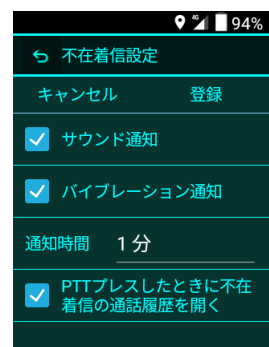 4G 94%
不在着信設定
キャンセル 登録
サウンド通知
バイブレーション通知
通知時間 1 分
PTTプレスしたときに不在
着信の通話履歴を開く